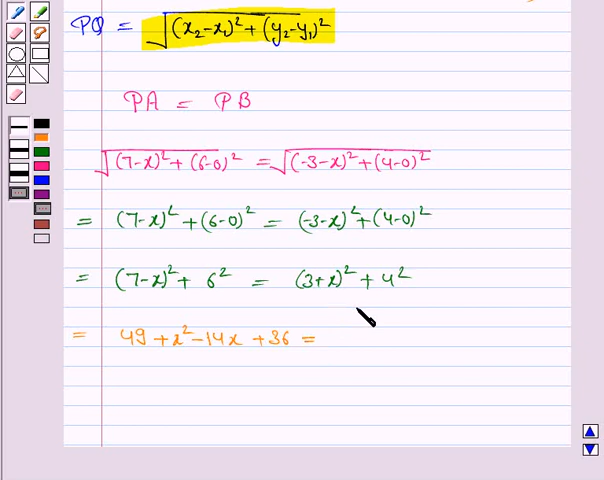 PQ = √(x₂-x₁)² + (y₂-y₁)²
PA = PB
√(7-x)² + (6-0)² = √(-3-x)² + (4-0)²
= (7-x)² + (6-0)² = (-3-x)² + (4-0)²
= (7-x)² + 6² = (3+x)² + 4²
= 49 + x² - 14x + 36 =